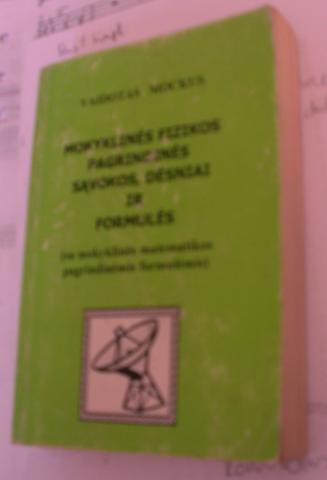 VAIDOTAS MOCKUS
MOKYKLINĖS FIZIKOS
PAGRINDINĖS
SĄVOKOS, DĖSNIAI
IR
FORMULĖS
(su mokyklinės matematikos
pagrindinėmis formulėmis)